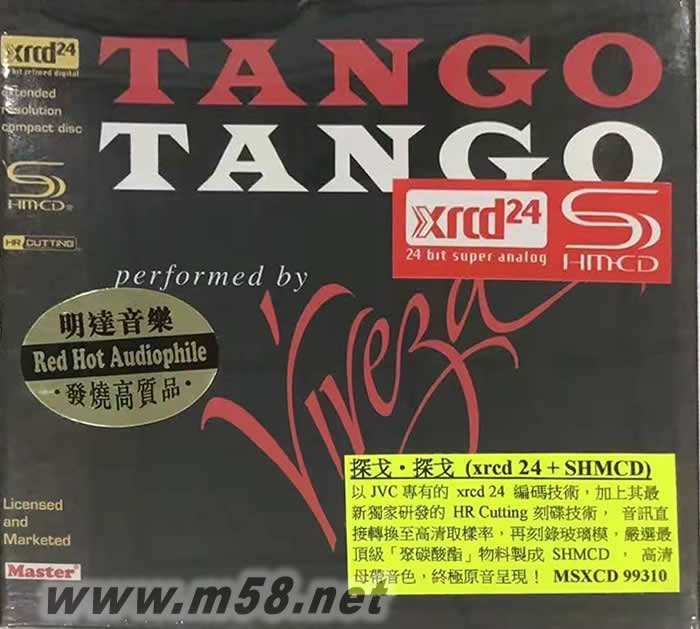 xrcd24
bit refined digital
extended
resolution
compact disc
SHM-CD®
HR CUTTING
TANGO
TANGO
xrcd24
24 bit super analog
SHM-CD
performed by
Viveza
明達音樂
Red Hot Audiophile
·發燒高質品·
探戈·探戈 (xrcd 24 + SHMCD)
以 JVC 專有的 xrcd 24 編碼技術，加上其最
新獨家研發的 HR Cutting 刻碟技術， 音訊直
接轉換至高清取樣率，再刻錄玻璃模，嚴選最
頂級「聚碳酸酯」物料製成 SHMCD ， 高清
母帶音色，終極原音呈現！ MSXCD 99310
Licensed
and
Marketed
Master
www.m58.net